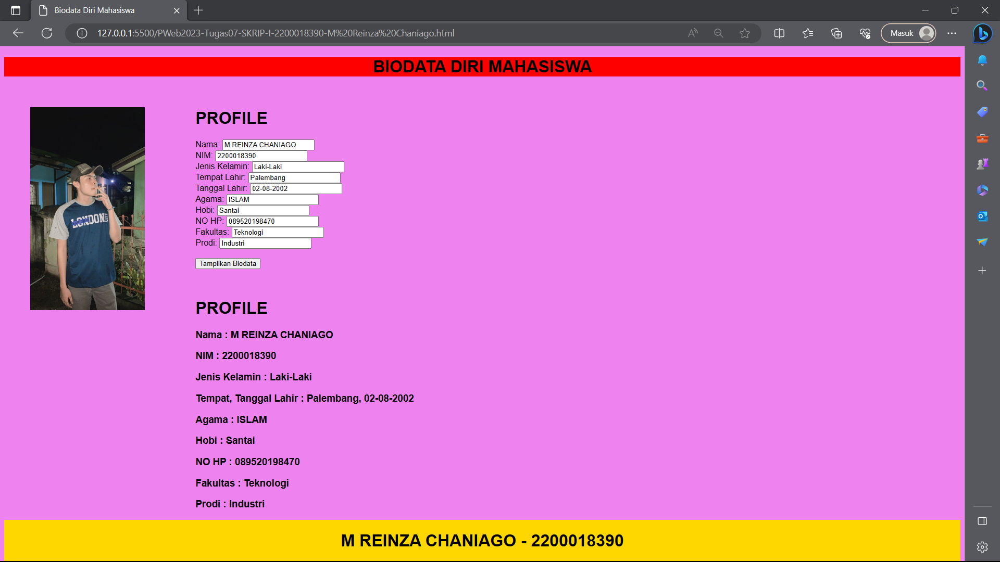 Biodata Diri Mahasiswa
127.0.0.1:5500/PWeb2023-Tugas07-SKRIP-I-2200018390-M%20Reinza%20Chaniago.html
Masuk
BIODATA DIRI MAHASISWA
LONDON
CITY
PROFILE
Nama: M REINZA CHANIAGO
NIM: 2200018390
Jenis Kelamin: Laki-Laki
Tempat Lahir: Palembang
Tanggal Lahir: 02-08-2002
Agama: ISLAM
Hobi: Santai
NO HP: 089520198470
Fakultas: Teknologi
Prodi: Industri
Tampilkan Biodata
PROFILE
Nama : M REINZA CHANIAGO
NIM : 2200018390
Jenis Kelamin : Laki-Laki
Tempat, Tanggal Lahir : Palembang, 02-08-2002
Agama : ISLAM
Hobi : Santai
NO HP : 089520198470
Fakultas : Teknologi
Prodi : Industri
M REINZA CHANIAGO - 2200018390